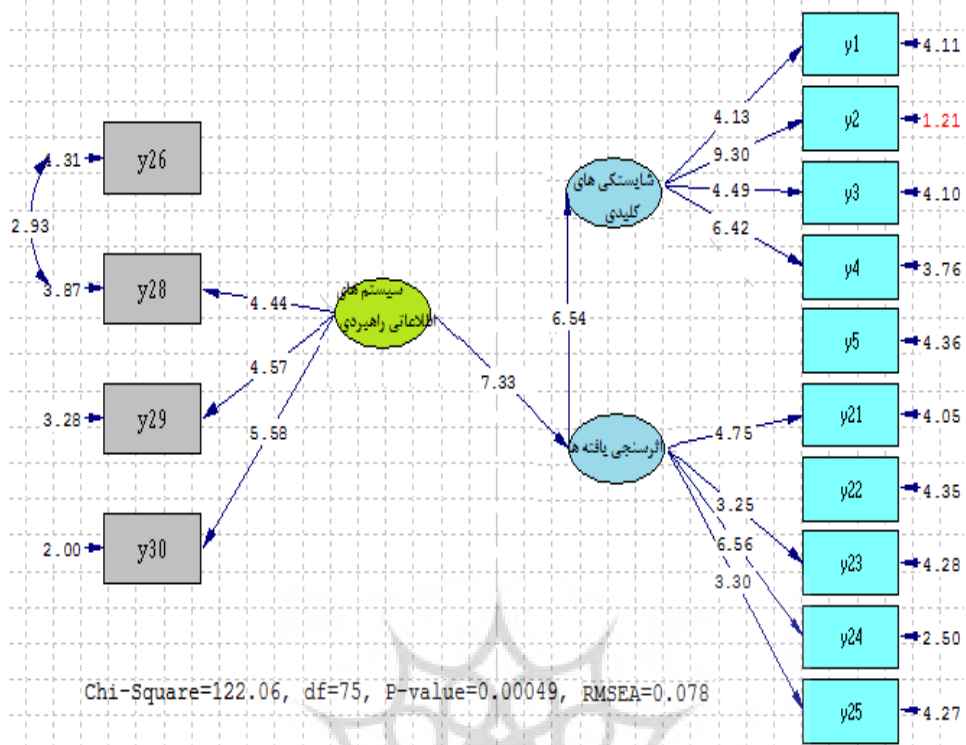 y1
4.11
4.13
y2
1.21
9.30
y26
4.31
شایستگی های
کلیدی
4.49
y3
4.10
6.42
2.93
y4
3.76
y28
3.87
4.44
سیستم های
اطلاعاتی راهبردی
6.54
y5
4.36
4.57
7.33
y29
3.28
y21
4.05
4.75
5.58
اثرسنجی یافته ها
y22
4.35
3.25
y30
2.00
6.56
y23
4.28
3.30
y24
2.50
y25
4.27
Chi-Square=122.06, df=75, P-value=0.00049, RMSEA=0.078